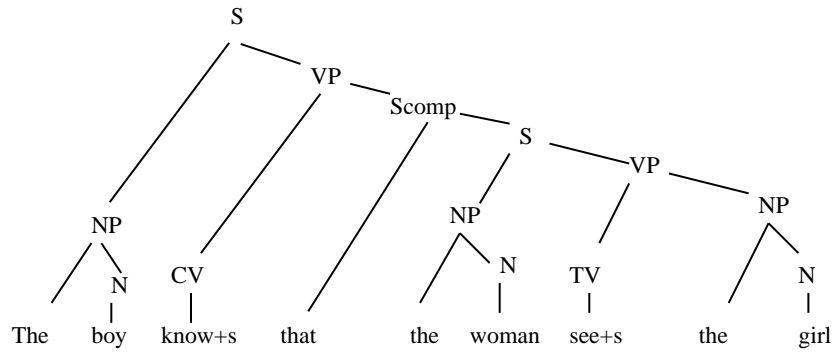 S
VP
Scomp
S
VP
NP
NP
NP
N
CV
N
TV
N
The boy know+s that the woman see+s the girl